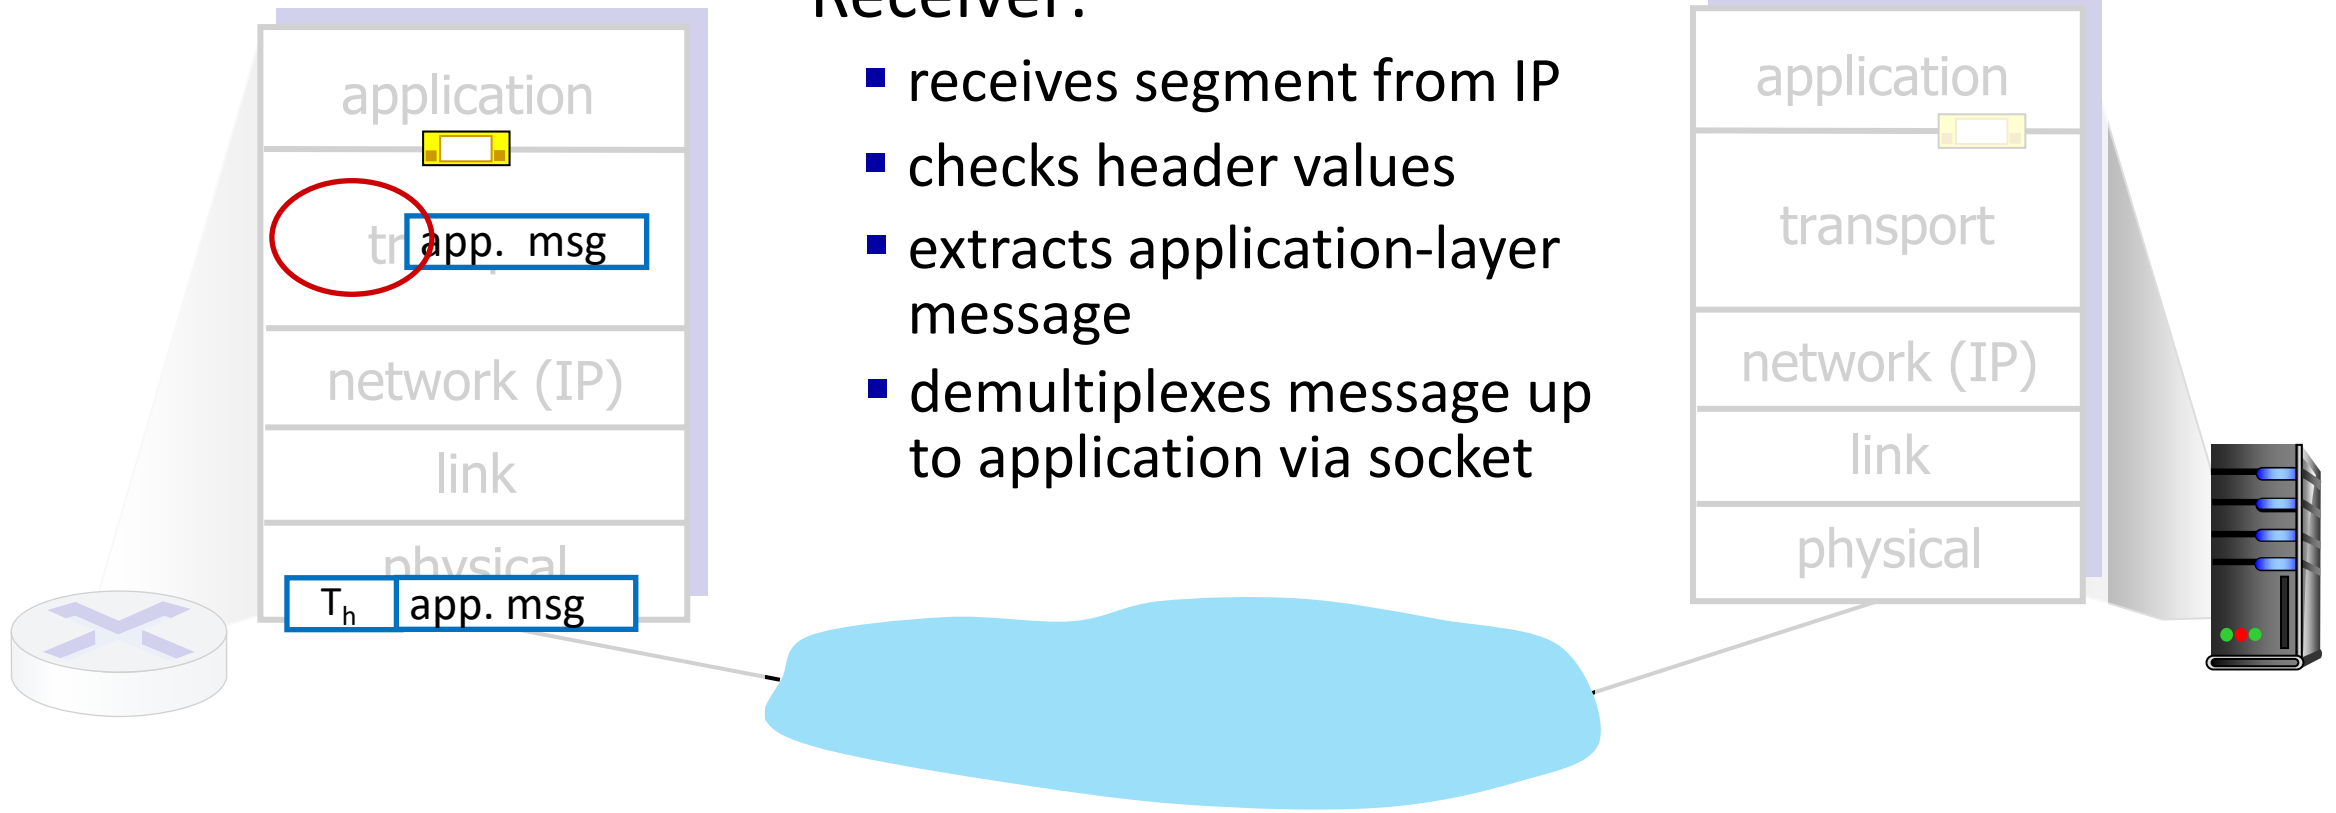 Receiver:
receives segment from IP
checks header values
extracts application-layer
message
demultiplexes message up
to application via socket
application
app. msg
network (IP)
link
physical
Th app. msg
application
transport
network (IP)
link
physical